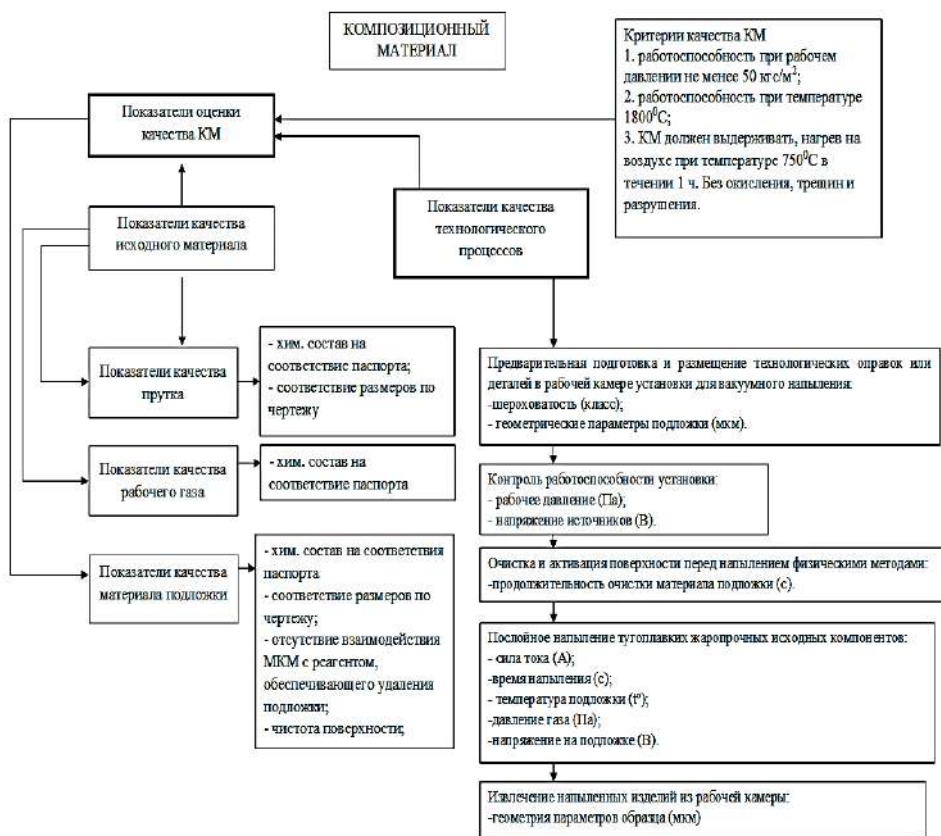 КОМПОЗИЦИОННЫЙ
МАТЕРИАЛ
Критерии качества КМ
1. работоспособность при рабочем
давлении не менее 50 кгс/м²;
2. работоспособность при температуре
1800⁰С;
3. КМ должен выдерживать, нагрев на
воздухе при температуре 750⁰С в
течении 1 ч. Без окисления, трещин и
разрушения.
Показатели оценки
качества КМ
Показатели качества
исходного материала
Показатели качества
технологического
процессов
Показатели качества
прутка
- хим. состав на
соответствие паспорта;
- соответствие размеров по
чертежу
Показатели качества
рабочего газа
- хим. состав на
соответствие паспорта
Показатели качества
материала подложки
- хим. состав на соответствия
паспорта
- соответствие размеров по
чертежу;
- отсутствие взаимодействия
МКМ с реагентом,
обеспечивающего удаления
подложки;
- чистота поверхности;
Предварительная подготовка и размещение технологических оправок или
деталей в рабочей камере установки для вакуумного напыления:
-шероховатость (класс);
- геометрические параметры подложки (мкм).
Контроль работоспособности установки:
- рабочее давление (Па);
- напряжение источников (В).
Очистка и активация поверхности перед напылением физическими методами:
-продолжительность очистки материала подложки (с).
Послойное напыление тугоплавких жаропрочных исходных компонентов:
- сила тока (А);
-время напыления (с);
- температура подложки (t°);
-давление газа (Па);
-напряжение на подложке (В).
Извлечение напыленных изделий из рабочей камеры:
-геометрия параметров образца (мкм)